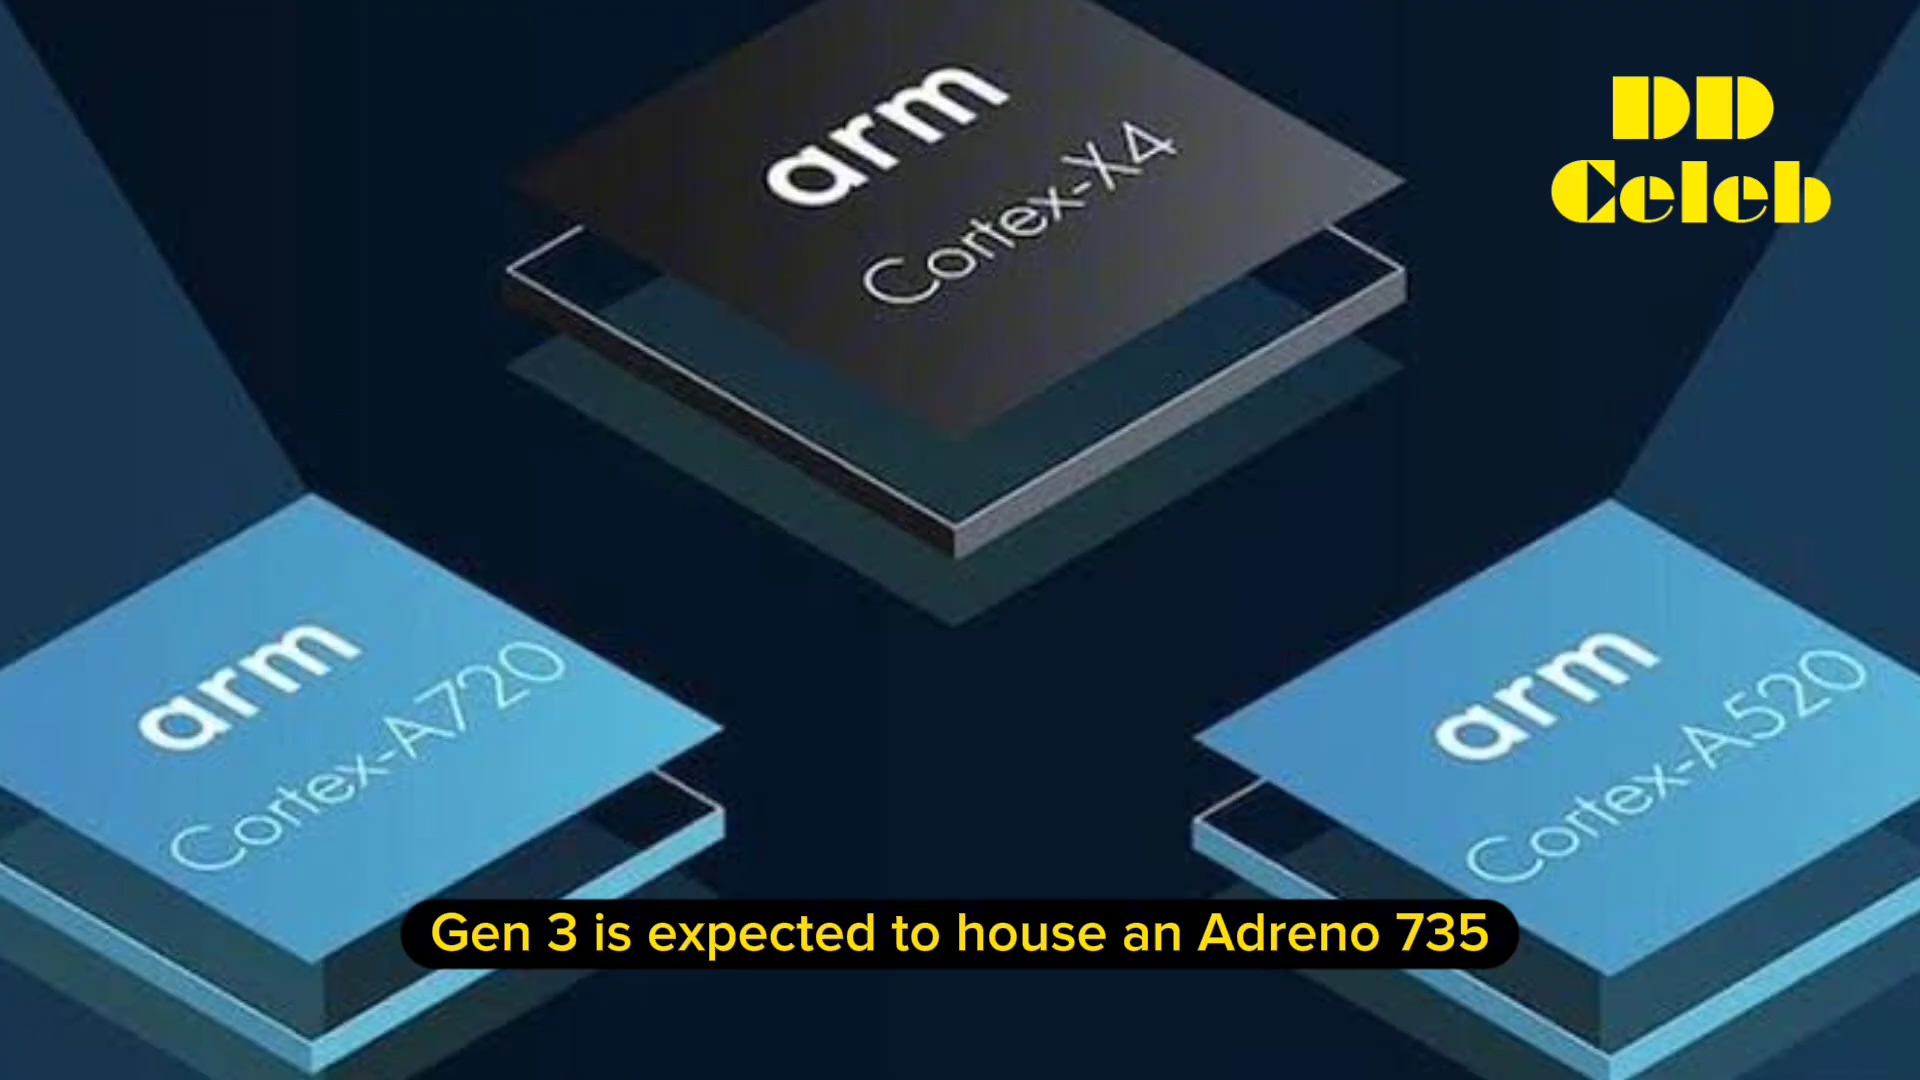 arm
Cortex-X4
DD
Celeb
arm
Cortex-A720
arm
Cortex-A520
Gen 3 is expected to house an Adreno 735